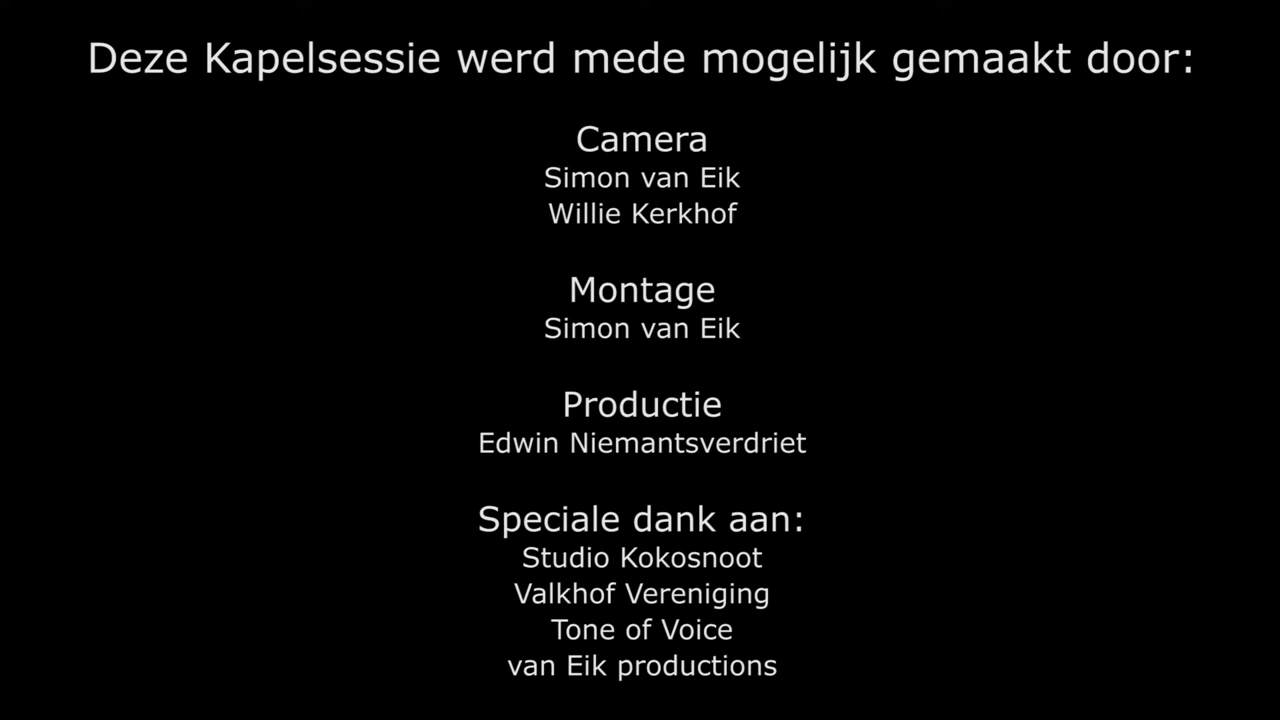 Deze Kapelsessie werd mede mogelijk gemaakt door:
Camera
Simon van Eik
Willie Kerkhof
Montage
Simon van Eik
Productie
Edwin Niemantsverdriet
Speciale dank aan:
Studio Kokosnoot
Valkhof Vereniging
Tone of Voice
van Eik productions